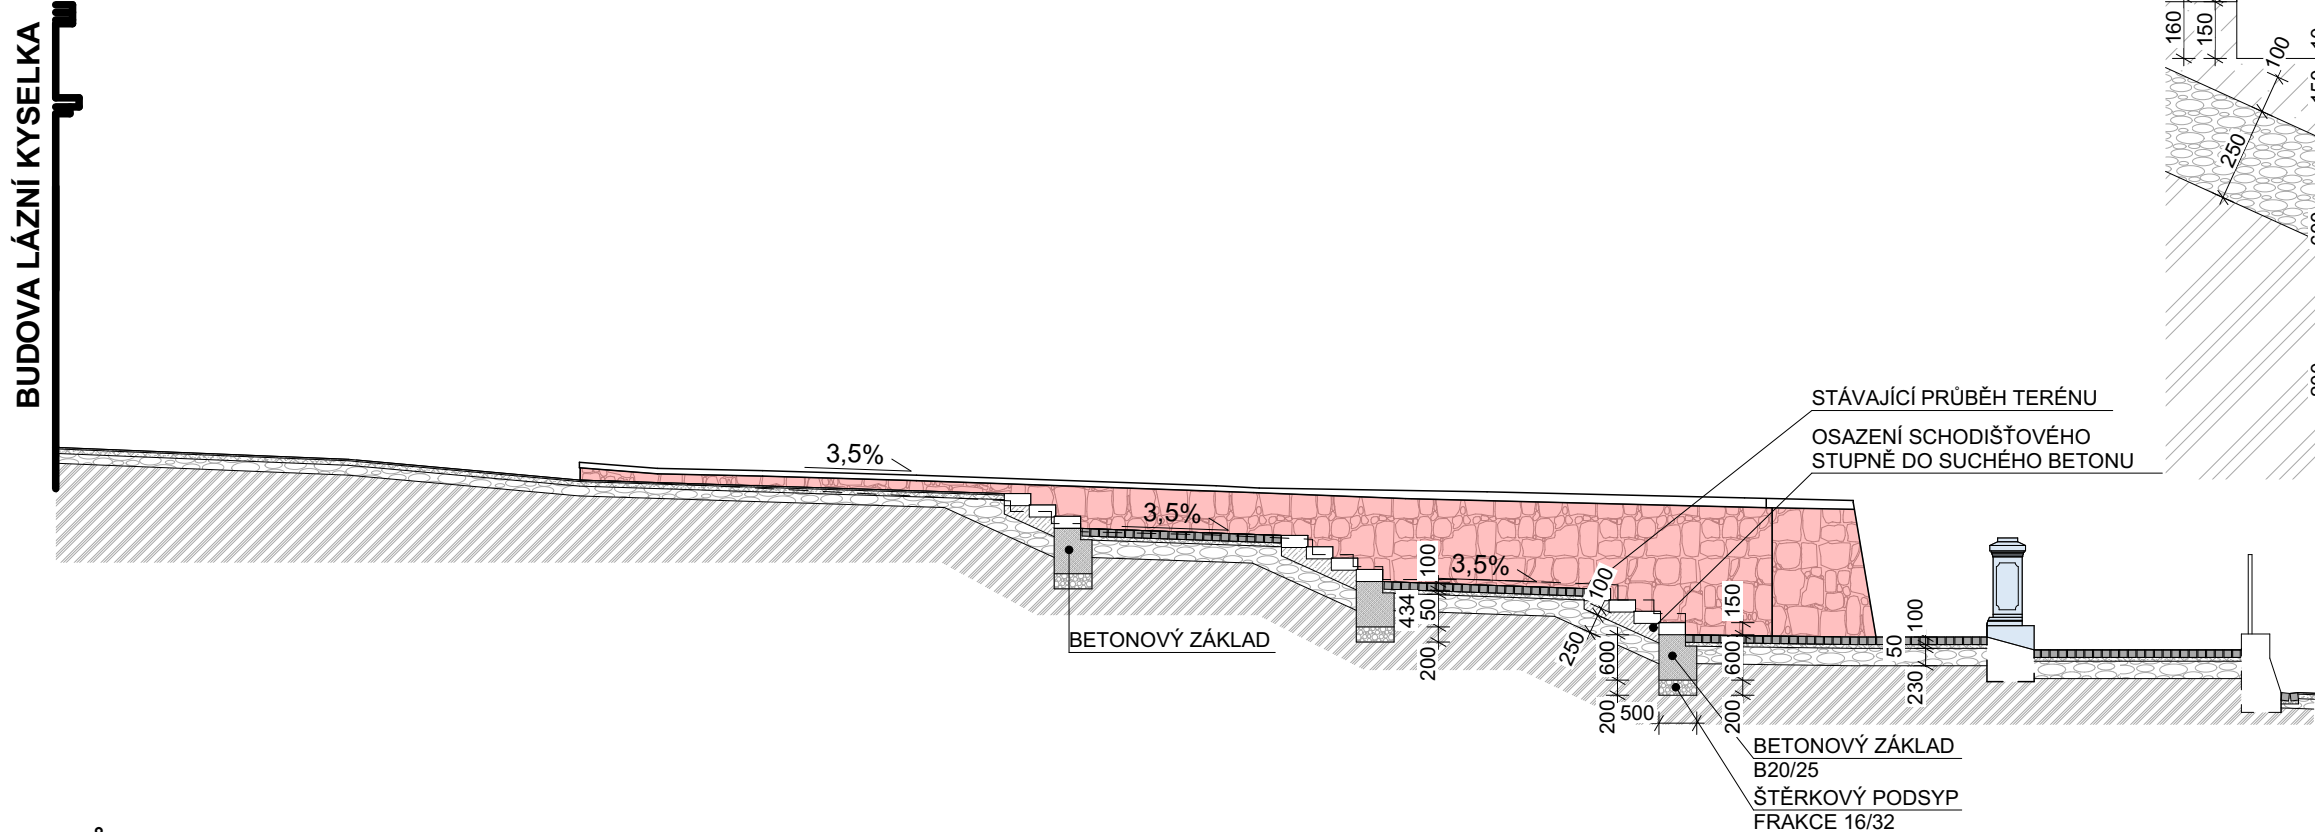 BUDOVA LÁZNÍ KYSELKA
160
150
100
250
STÁVAJÍCÍ PRŮBĚH TERÉNU
OSAZENÍ SCHODIŠŤOVÉHO
STUPNĚ DO SUCHÉHO BETONU
3,5%
3,5%
3,5%
100
434
50
200
100
250
600
200
500
150
600
200
50
100
230
BETONOVÝ ZÁKLAD
BETONOVÝ ZÁKLAD
B20/25
ŠTĚRKOVÝ PODSYP
FRAKCE 16/32